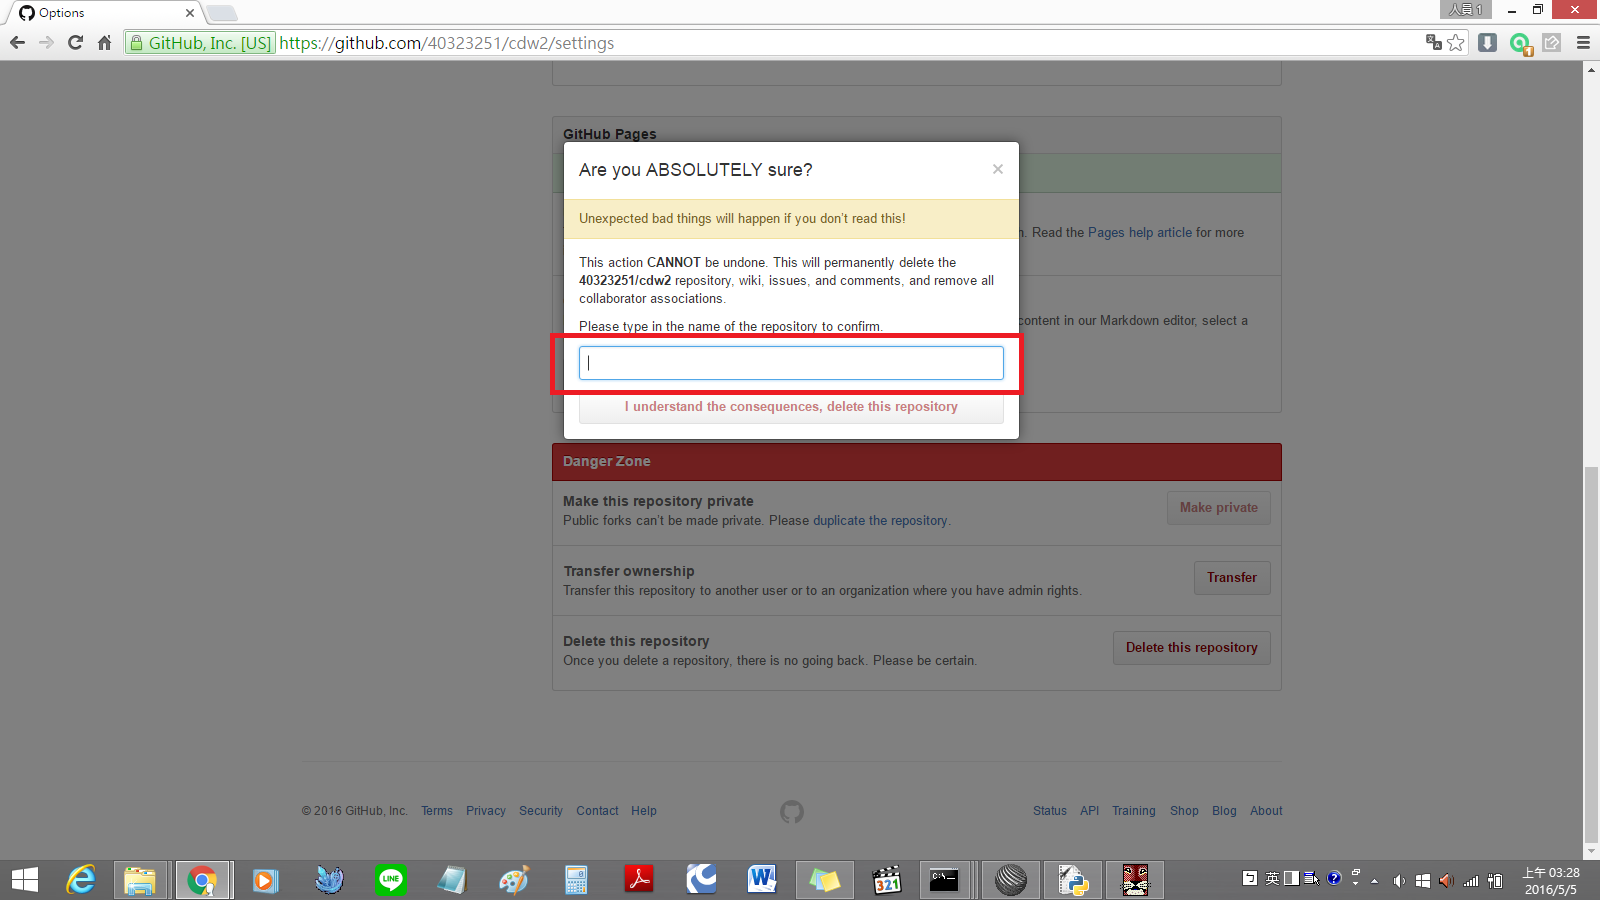 Options
人員 1
GitHub, Inc. [US] https://github.com/40323251/cdw2/settings
GitHub Pages
Are you ABSOLUTELY sure?
Unexpected bad things will happen if you don't read this!
. Read the Pages help article for more
This action CANNOT be undone. This will permanently delete the
40323251/cdw2 repository, wiki, issues, and comments, and remove all
collaborator associations.
Please type in the name of the repository to confirm.
content in our Markdown editor, select a
I understand the consequences, delete this repository
Danger Zone
Make this repository private
Public forks can't be made private. Please duplicate the repository.
Make private
Transfer ownership
Transfer this repository to another user or to an organization where you have admin rights.
Transfer
Delete this repository
Once you delete a repository, there is no going back. Please be certain.
Delete this repository
© 2016 GitHub, Inc. Terms Privacy Security Contact Help
Status API Training Shop Blog About
LINE
321
C:\
英
上午 03:28
2016/5/5